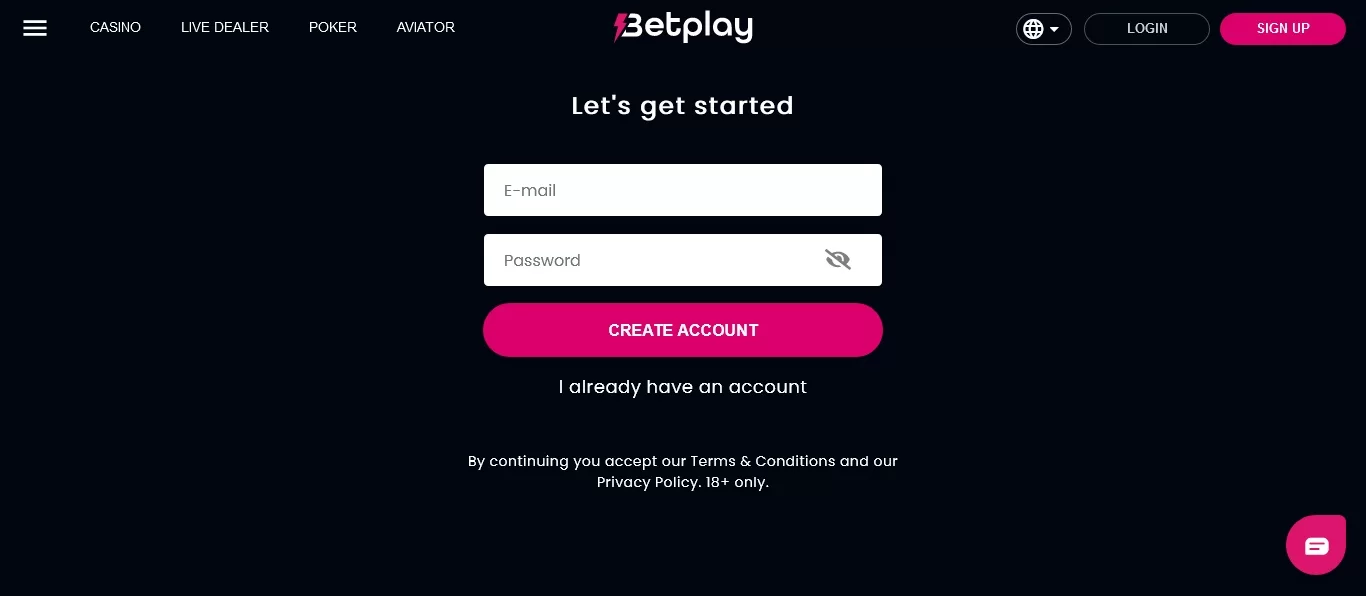 CASINO LIVE DEALER POKER AVIATOR Betplay LOGIN SIGN UP
Let's get started
E-mail
Password
CREATE ACCOUNT
I already have an account
By continuing you accept our Terms & Conditions and our
Privacy Policy. 18+ only.